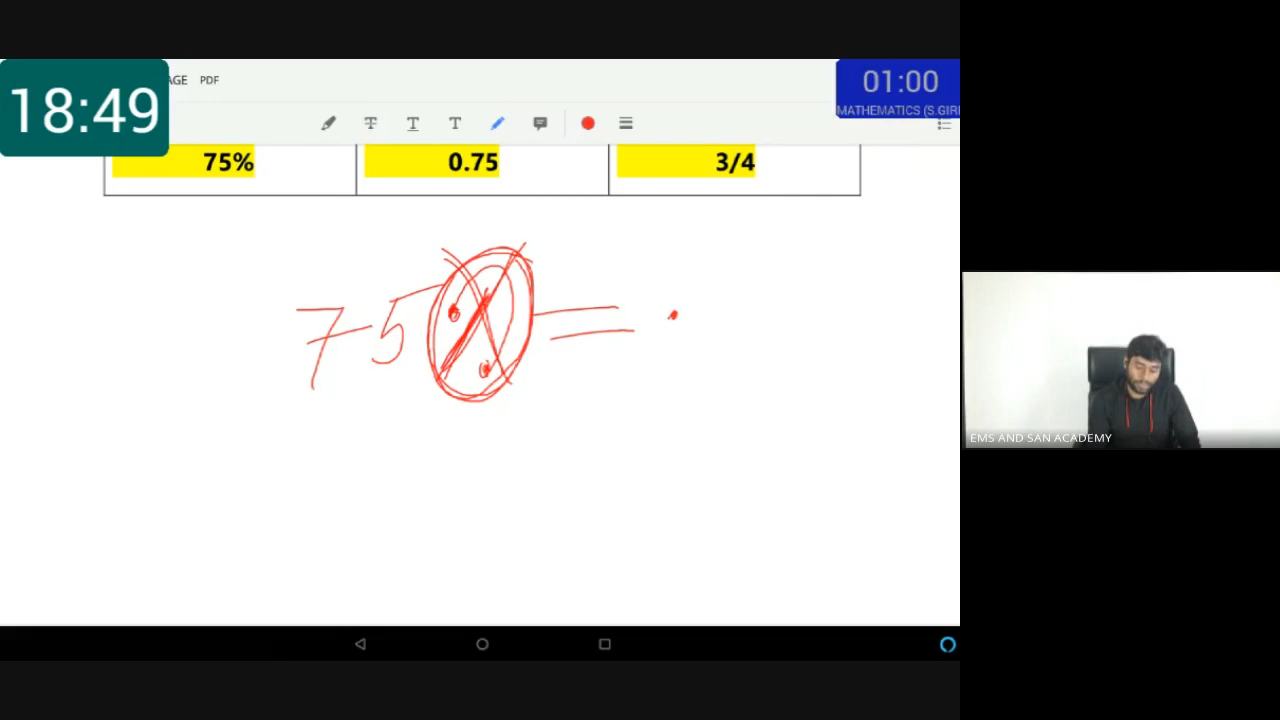 18:49
AGE PDF
01:00
MATHEMATICS (S.GIRI
T T T
75% 0.75 3/4
75% = .
EMS AND SAN ACADEMY